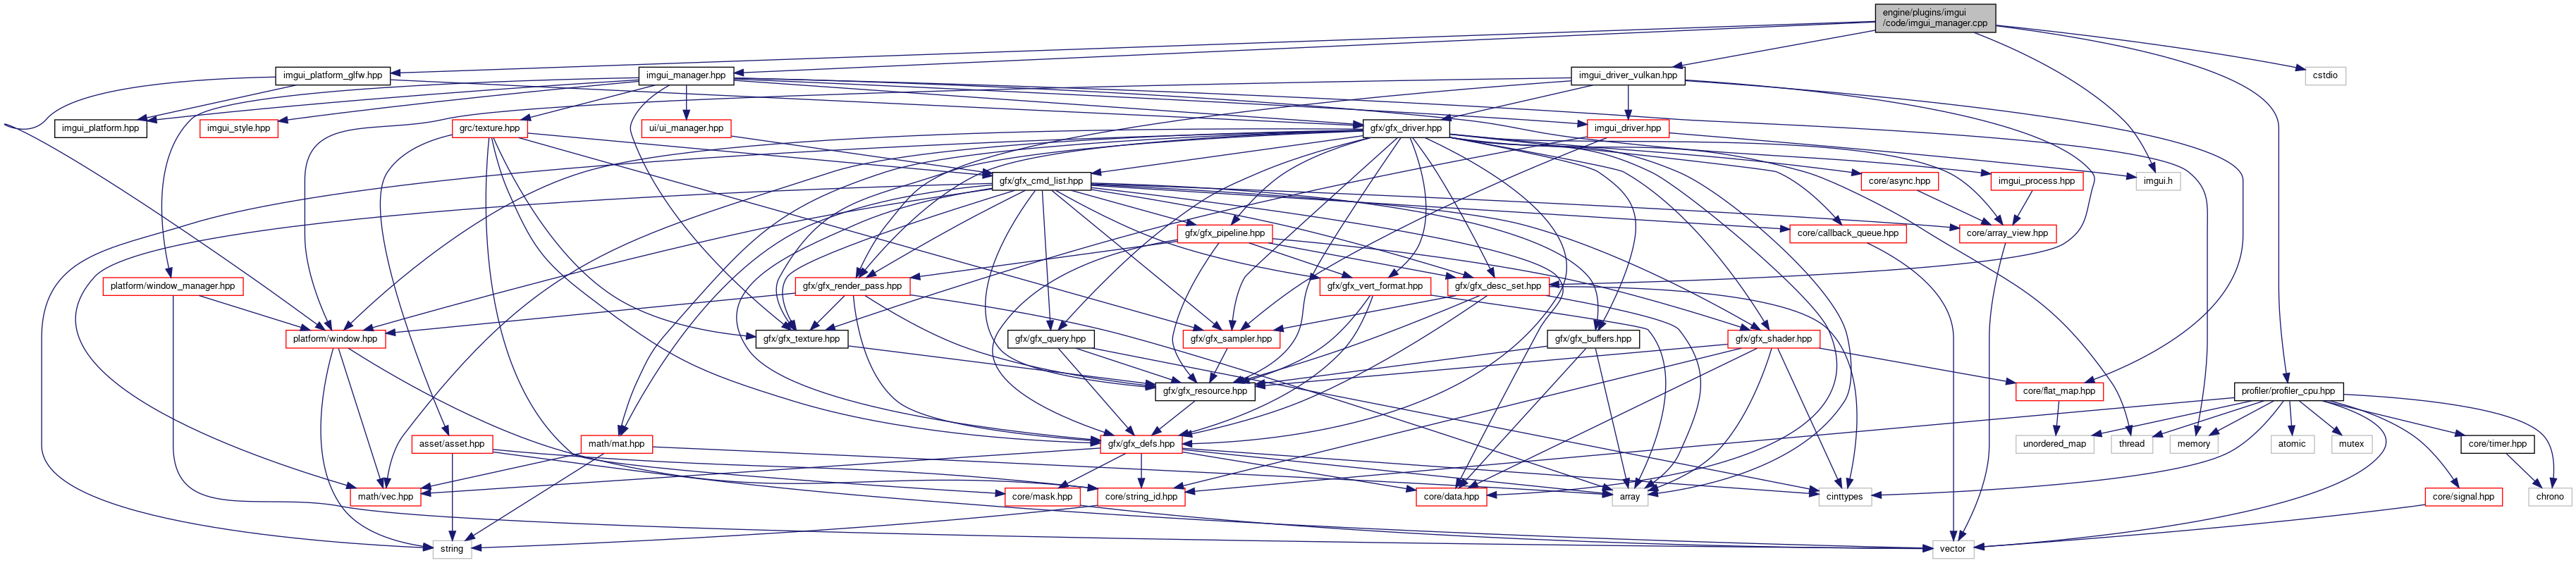 engine/plugins/imgui
/code/imgui_manager.cpp
imgui_platform_glfw.hpp
imgui_manager.hpp
imgui_driver_vulkan.hpp
cstdio
imgui_platform.hpp
imgui_style.hpp
grc/texture.hpp
ui/ui_manager.hpp
gfx/gfx_driver.hpp
imgui_driver.hpp
gfx/gfx_cmd_list.hpp
core/async.hpp
imgui_process.hpp
imgui.h
gfx/gfx_pipeline.hpp
core/callback_queue.hpp
core/array_view.hpp
platform/window_manager.hpp
gfx/gfx_render_pass.hpp
gfx/gfx_vert_format.hpp
gfx/gfx_desc_set.hpp
platform/window.hpp
gfx/gfx_texture.hpp
gfx/gfx_query.hpp
gfx/gfx_sampler.hpp
gfx/gfx_buffers.hpp
gfx/gfx_shader.hpp
gfx/gfx_resource.hpp
core/flat_map.hpp
profiler/profiler_cpu.hpp
asset/asset.hpp
math/mat.hpp
gfx/gfx_defs.hpp
unordered_map
thread
memory
atomic
mutex
core/timer.hpp
math/vec.hpp
core/mask.hpp
core/string_id.hpp
core/data.hpp
array
cinttypes
core/signal.hpp
chrono
string
vector